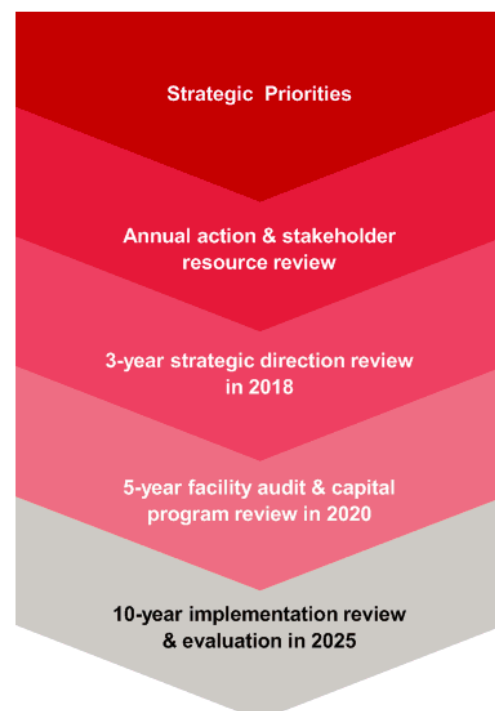 Strategic Priorities
Annual action & stakeholder
resource review
3-year strategic direction review
in 2018
5-year facility audit & capital
program review in 2020
10-year implementation review
& evaluation in 2025